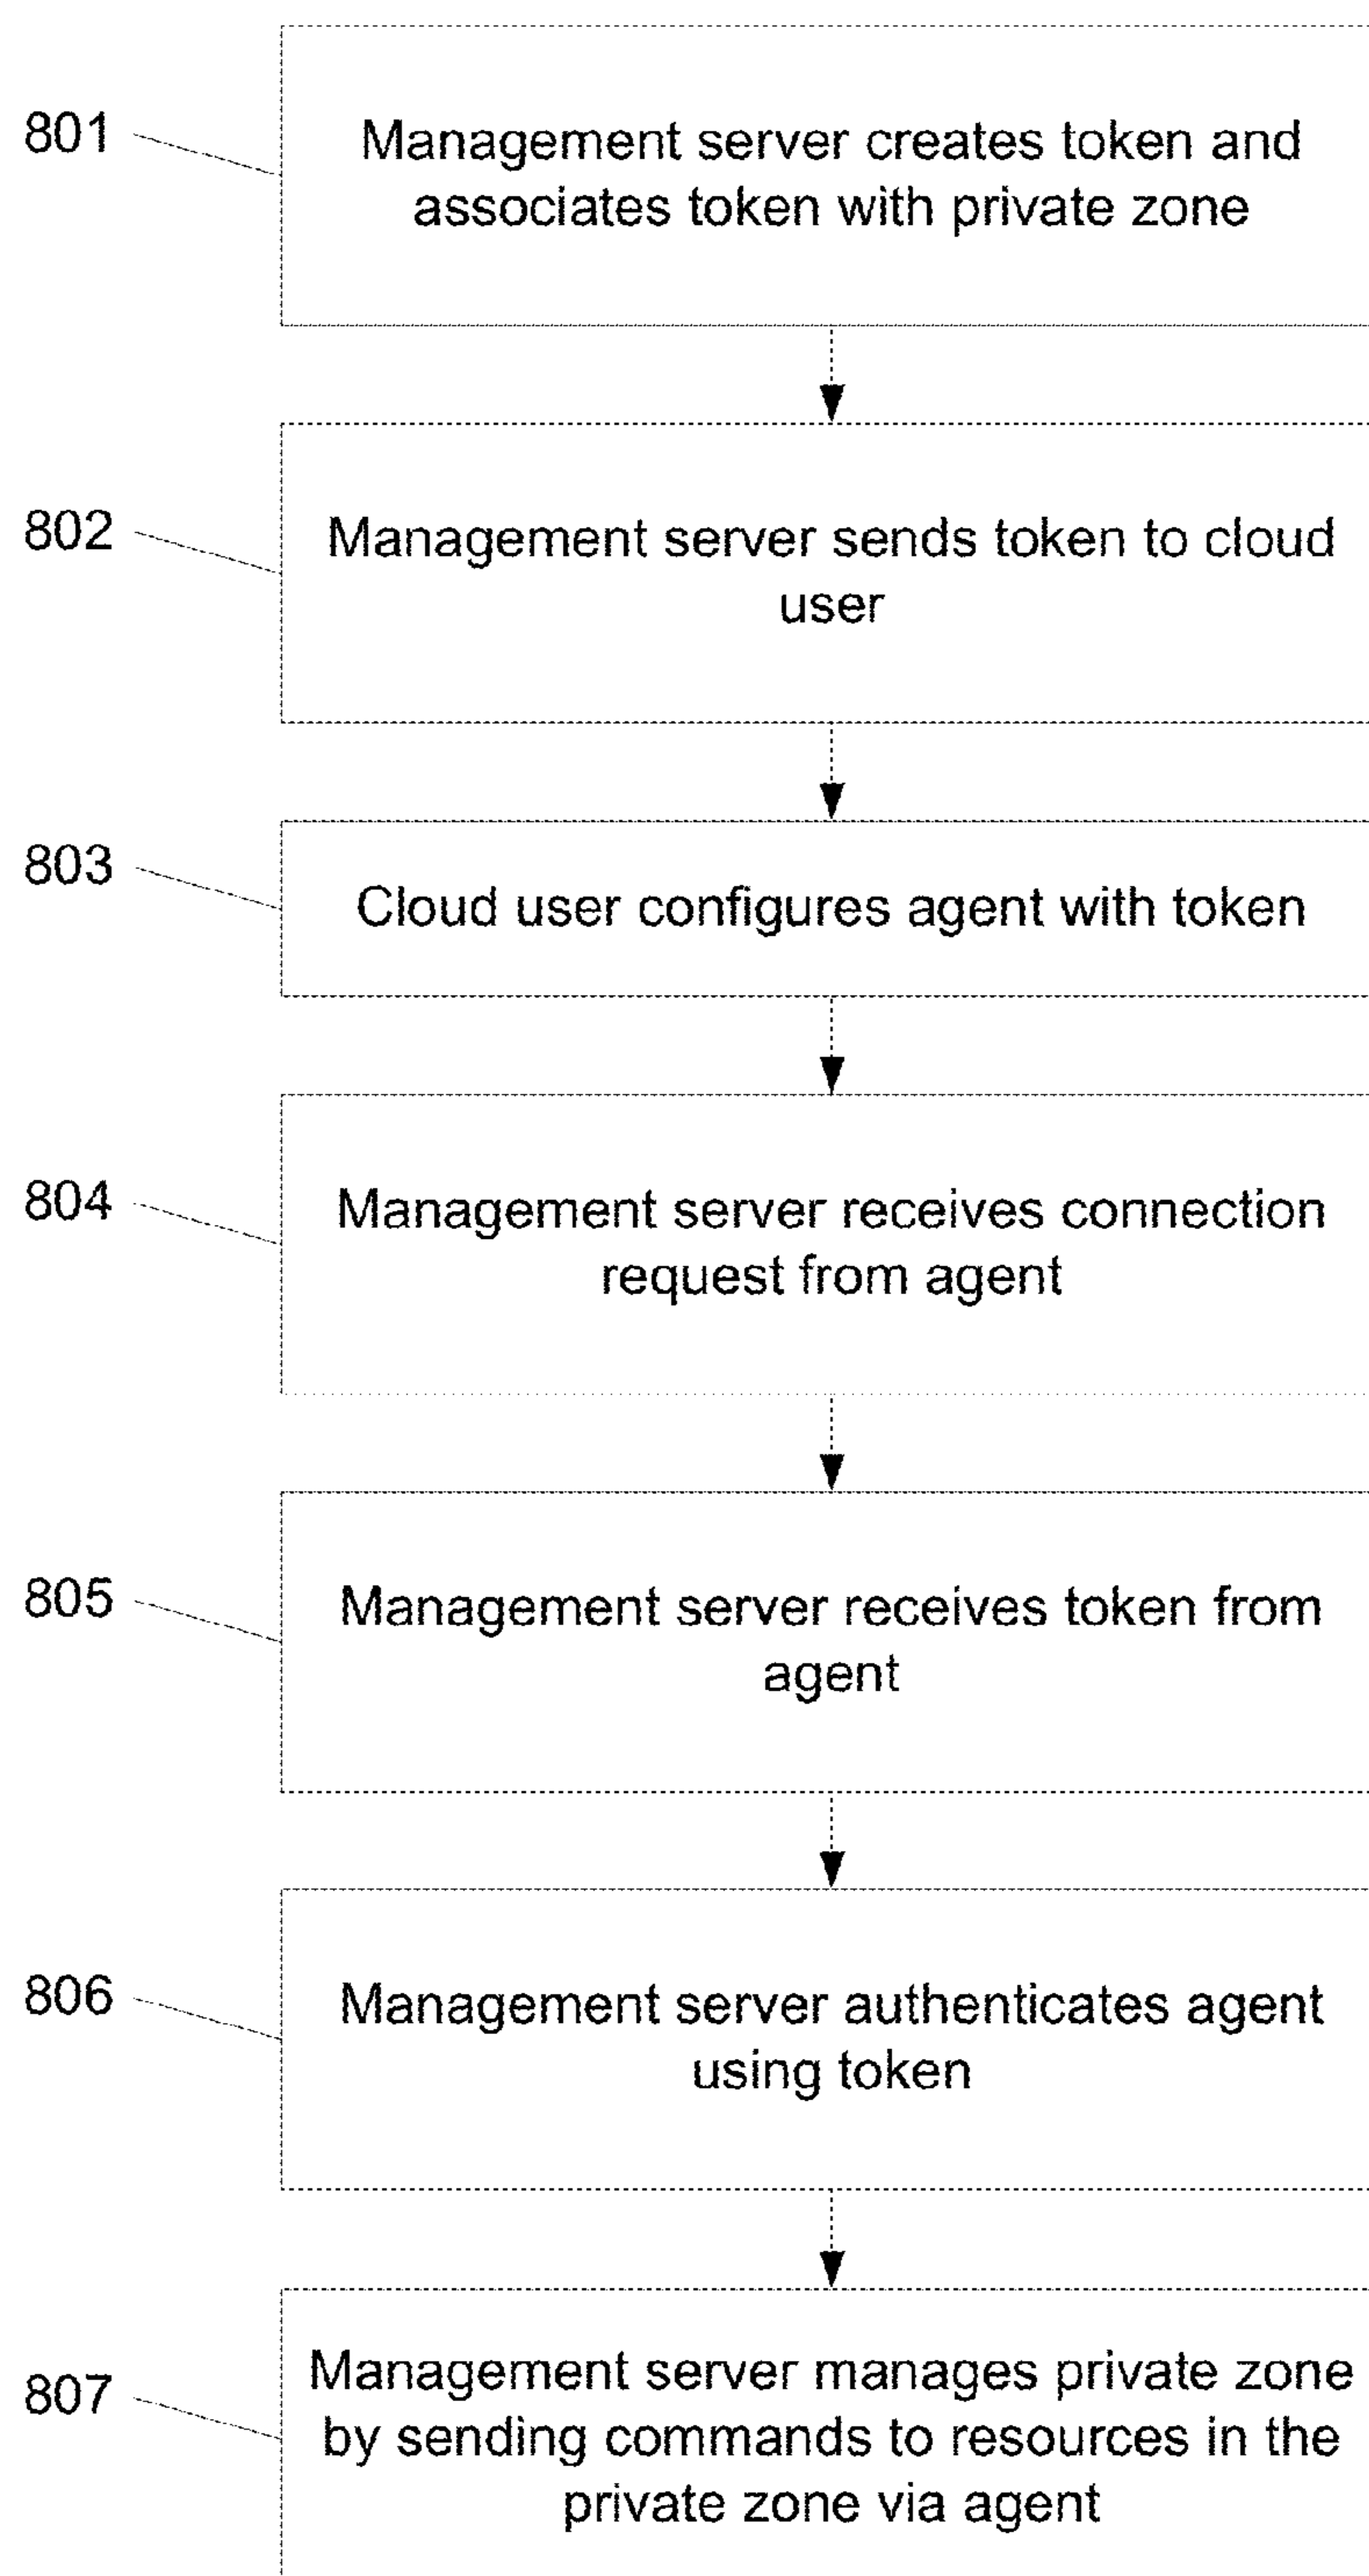 801
Management server creates token and
associates token with private zone
802
Management server sends token to cloud
user
803
Cloud user configures agent with token
804
Management server receives connection
request from agent
805
Management server receives token from
agent
806
Management server authenticates agent
using token
807
Management server manages private zone
by sending commands to resources in the
private zone via agent